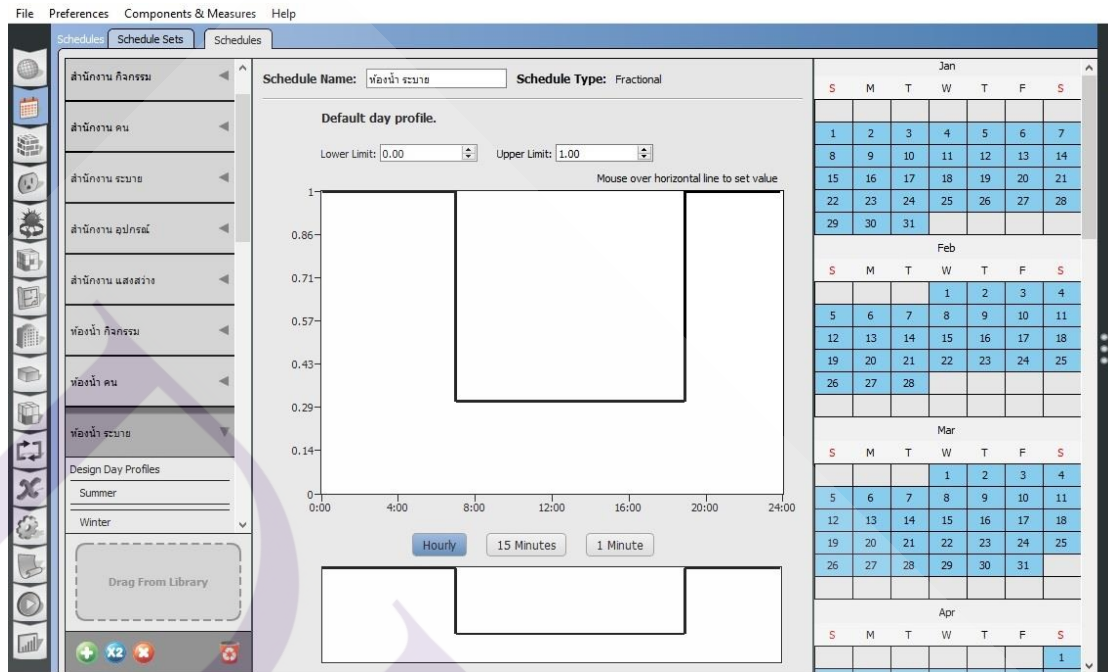 File Preferences Components & Measures Help
Schedules Schedule Sets Schedules
สำนักงาน กิจกรรม
สำนักงาน คน
สำนักงาน ระบาย
สำนักงาน อุปกรณ์
สำนักงาน แสงสว่าง
ห้องน้ำ กิจกรรม
ห้องน้ำ คน
ห้องน้ำ ระบาย
Design Day Profiles
Summer
Winter
Drag From Library
X2
Schedule Name: ห้องน้ำ ระบาย Schedule Type: Fractional
Default day profile.
Lower Limit: 0.00 Upper Limit: 1.00
Mouse over horizontal line to set value
1
0.86
0.71
0.57
0.43
0.29
0.14
0
0:00 4:00 8:00 12:00 16:00 20:00 24:00
Hourly 15 Minutes 1 Minute
Jan
S M T W T F S
1 2 3 4 5 6 7
8 9 10 11 12 13 14
15 16 17 18 19 20 21
22 23 24 25 26 27 28
29 30 31
Feb
S M T W T F S
1 2 3 4
5 6 7 8 9 10 11
12 13 14 15 16 17 18
19 20 21 22 23 24 25
26 27 28
Mar
S M T W T F S
1 2 3 4
5 6 7 8 9 10 11
12 13 14 15 16 17 18
19 20 21 22 23 24 25
26 27 28 29 30 31
Apr
S M T W T F S
1